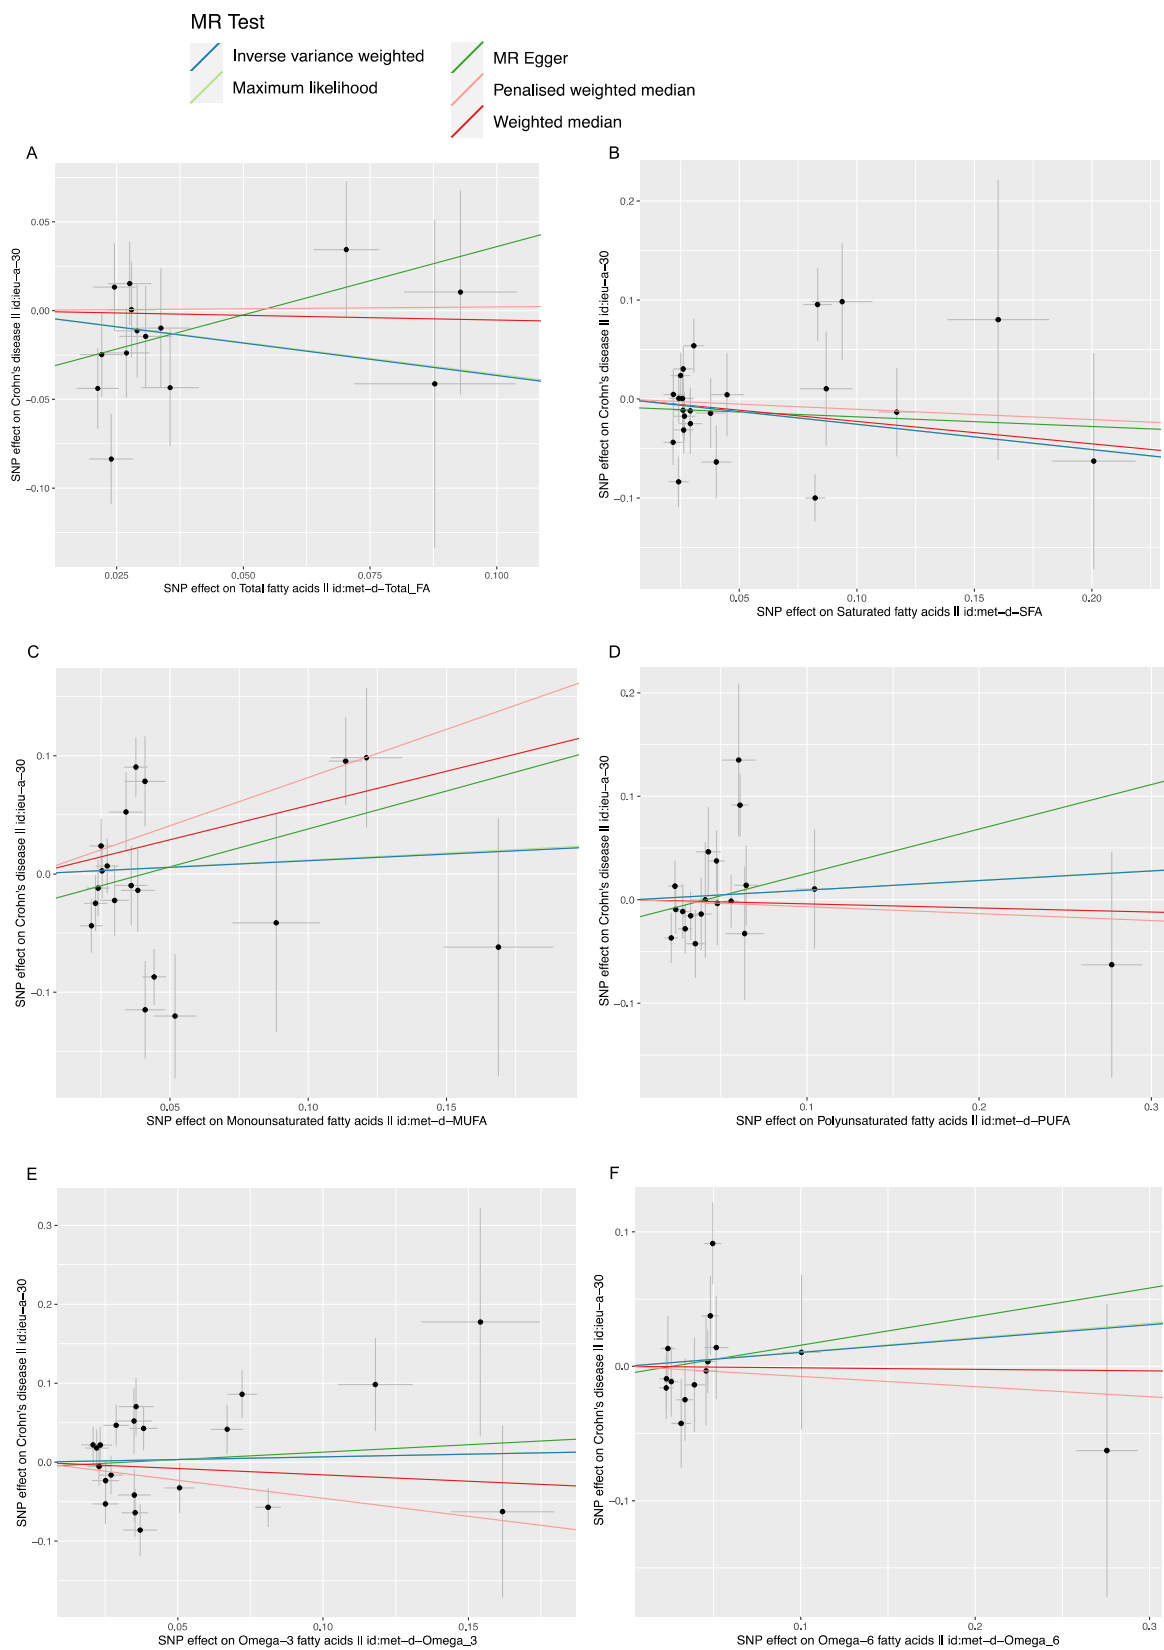 MR Test
Inverse variance weighted
Maximum likelihood
MR Egger
Penalised weighted median
Weighted median
A
SNP effect on Crohn's disease || id:ieu−a−30
0.05
0.00
−0.05
−0.10
0.025
0.050
0.075
0.100
SNP effect on Total fatty acids || id:met−d−Total_FA
B
SNP effect on Crohn's disease || id:ieu−a−30
0.2
0.1
0.0
−0.1
0.05
0.10
0.15
0.20
SNP effect on Saturated fatty acids || id:met−d−SFA
C
SNP effect on Crohn's disease || id:ieu−a−30
0.1
0.0
−0.1
0.05
0.10
0.15
SNP effect on Monounsaturated fatty acids || id:met−d−MUFA
D
SNP effect on Crohn's disease || id:ieu−a−30
0.2
0.1
0.0
−0.1
0.1
0.2
0.3
SNP effect on Polyunsaturated fatty acids || id:met−d−PUFA
E
SNP effect on Crohn's disease || id:ieu−a−30
0.3
0.2
0.1
0.0
−0.1
0.05
0.10
0.15
SNP effect on Omega−3 fatty acids || id:met−d−Omega_3
F
SNP effect on Crohn's disease || id:ieu−a−30
0.1
0.0
−0.1
0.1
0.2
0.3
SNP effect on Omega−6 fatty acids || id:met−d−Omega_6